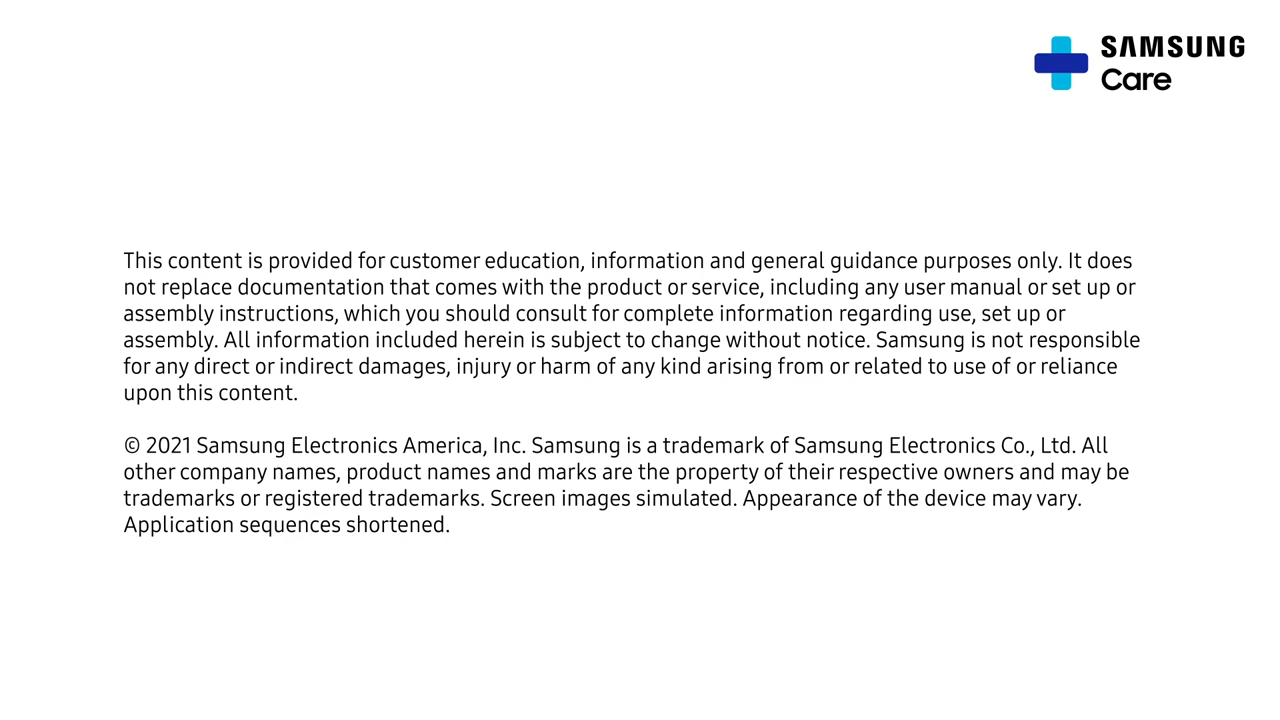 SAMSUNG
Care
This content is provided for customer education, information and general guidance purposes only. It does
not replace documentation that comes with the product or service, including any user manual or set up or
assembly instructions, which you should consult for complete information regarding use, set up or
assembly. All information included herein is subject to change without notice. Samsung is not responsible
for any direct or indirect damages, injury or harm of any kind arising from or related to use of or reliance
upon this content.
© 2021 Samsung Electronics America, Inc. Samsung is a trademark of Samsung Electronics Co., Ltd. All
other company names, product names and marks are the property of their respective owners and may be
trademarks or registered trademarks. Screen images simulated. Appearance of the device may vary.
Application sequences shortened.